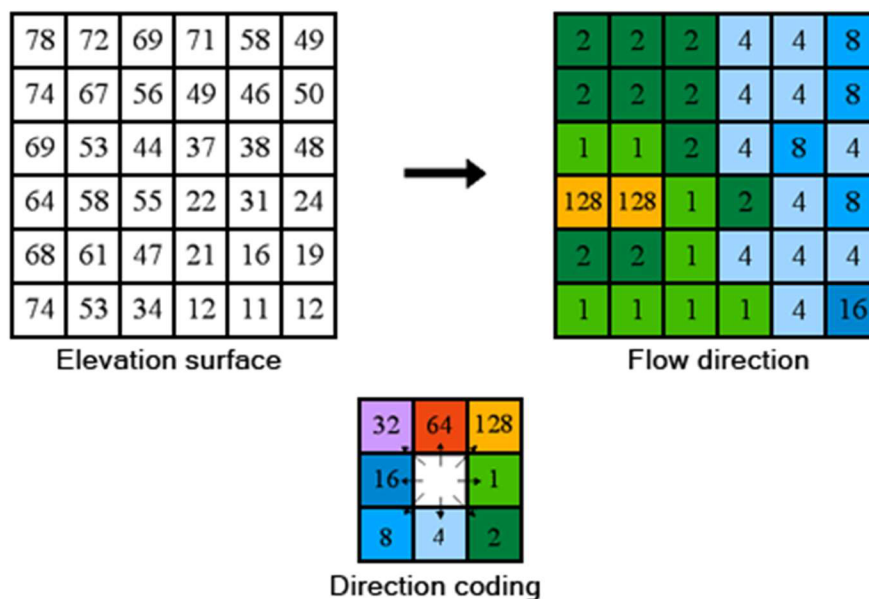 78 72 69 71 58 49 2 2 2 4 4 8
74 67 56 49 46 50 2 2 2 4 4 8
69 53 44 37 38 48 1 1 2 4 8 4
64 58 55 22 31 24 128 128 1 2 4 8
68 61 47 21 16 19 2 2 1 4 4 4
74 53 34 12 11 12 1 1 1 1 4 16
Elevation surface Flow direction
32 64 128
16 1
8 4 2
Direction coding